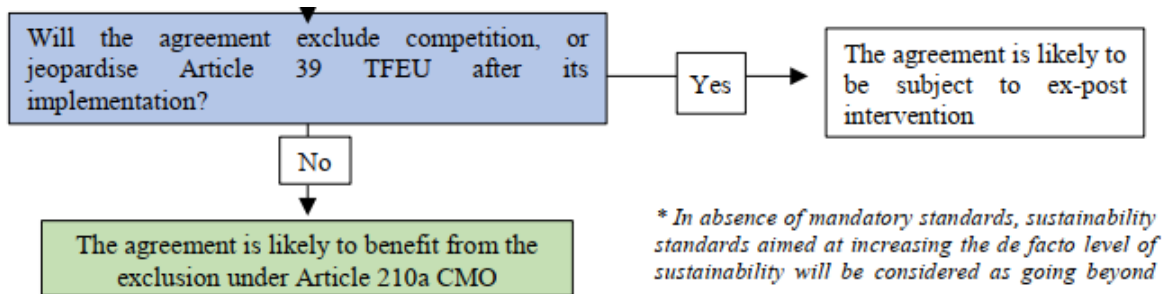 Will the agreement exclude competition, or
jeopardise Article 39 TFEU after its
implementation?
Yes
The agreement is likely to
be subject to ex-post
intervention
No
The agreement is likely to benefit from the
exclusion under Article 210a CMO
* In absence of mandatory standards, sustainability
standards aimed at increasing the de facto level of
sustainability will be considered as going beyond